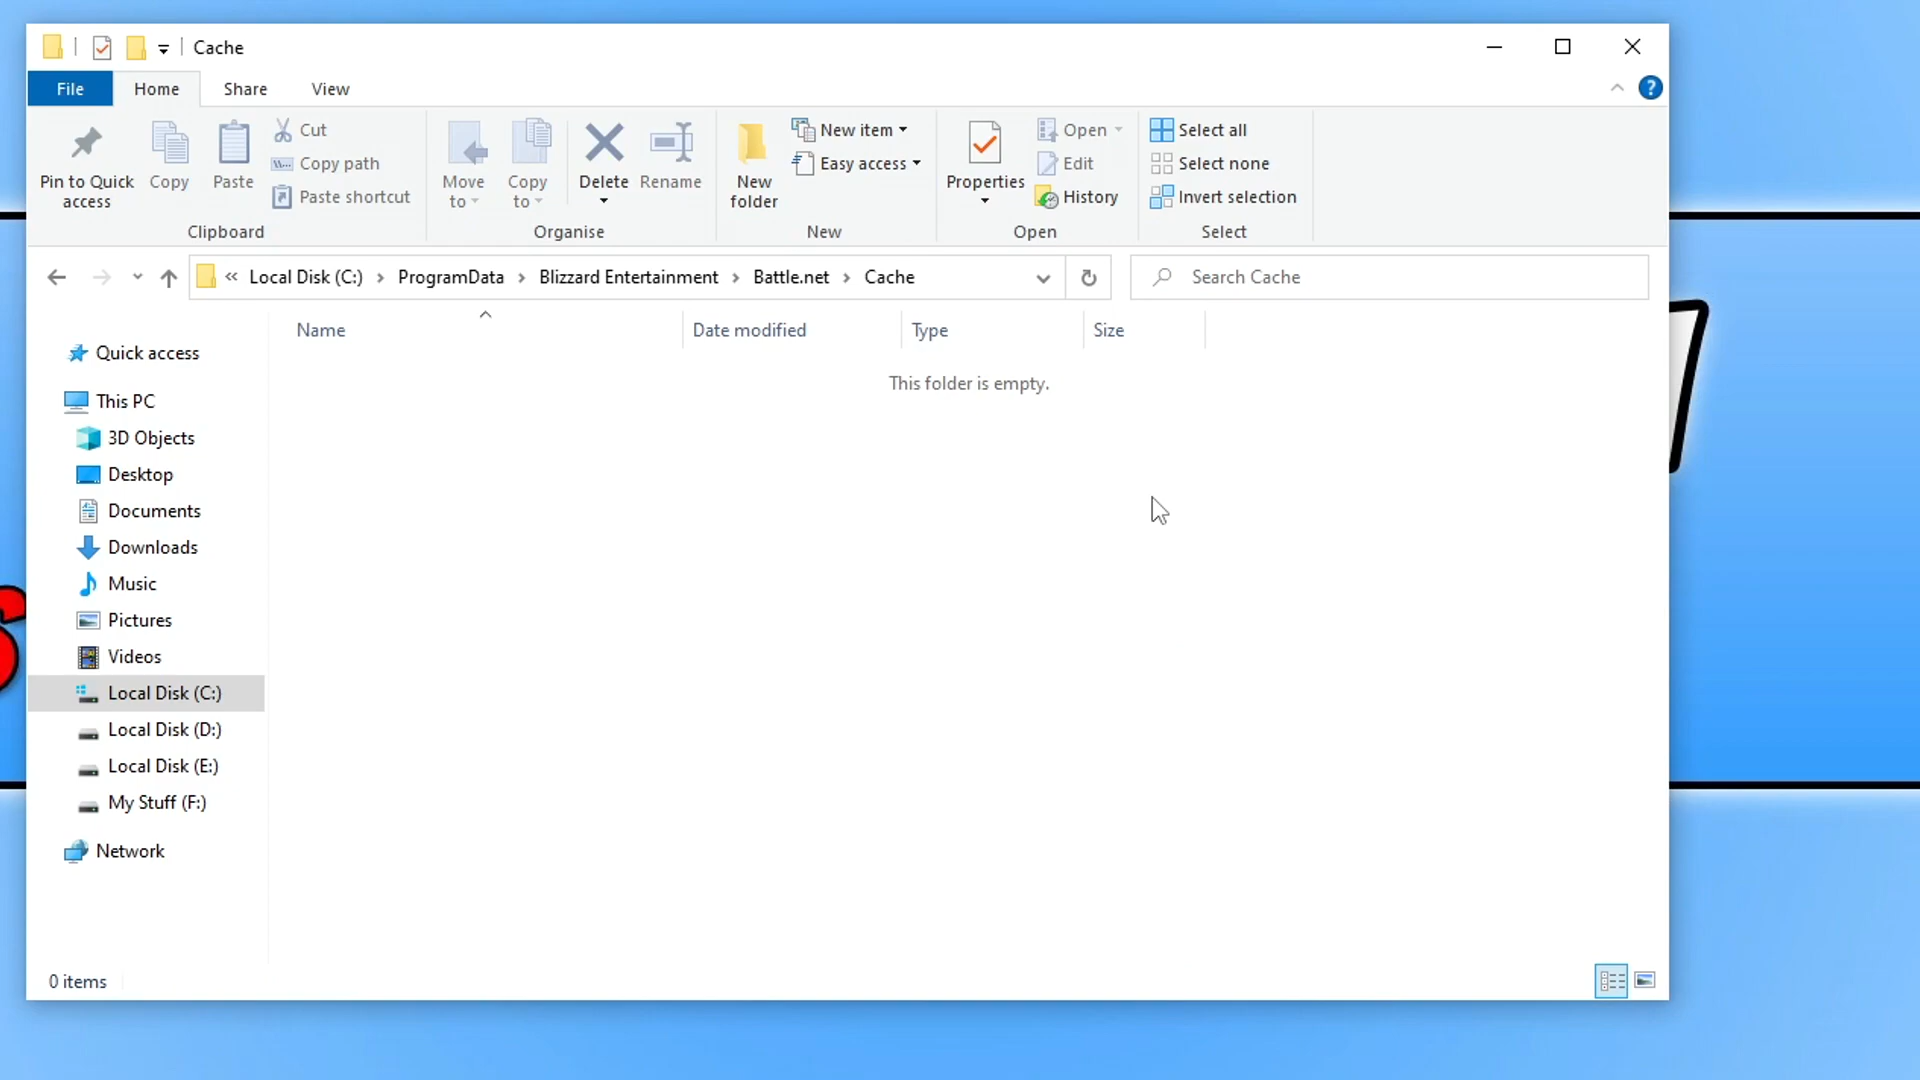 Cache
File
Home
Share
View
?
Pin to Quick
access
Copy
Paste
Cut
Copy path
Paste shortcut
Clipboard
Move
to
Copy
to
Delete
Rename
Organise
New
folder
New item
Easy access
New
Properties
Open
Edit
History
Open
Select all
Select none
Invert selection
Select
« Local Disk (C:) › ProgramData › Blizzard Entertainment › Battle.net › Cache
Search Cache
Name
Date modified
Type
Size
This folder is empty.
Quick access
This PC
3D Objects
Desktop
Documents
Downloads
Music
Pictures
Videos
Local Disk (C:)
Local Disk (D:)
Local Disk (E:)
My Stuff (F:)
Network
0 items